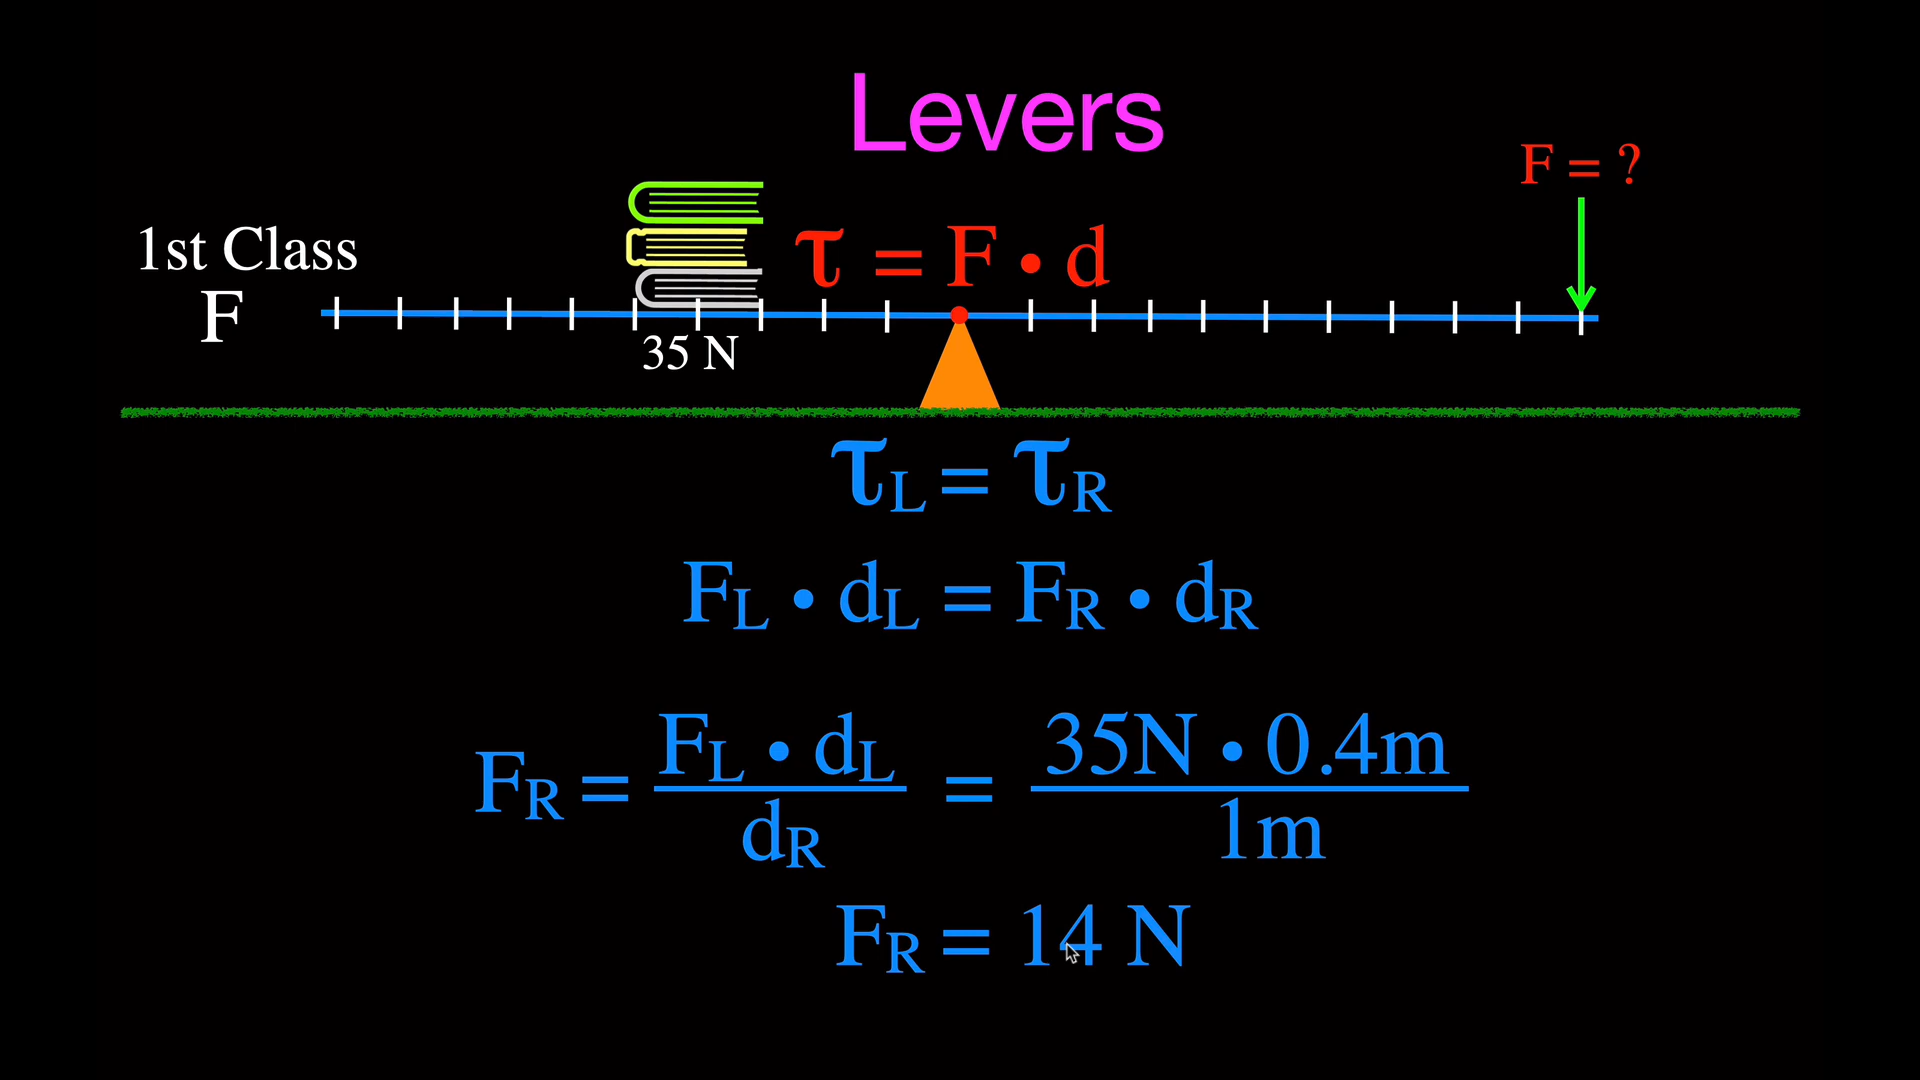 Levers
F = ?
1st Class
F
τ = F • d
35 N
τL = τR
FL • dL = FR • dR
FR = FL • dL / dR = 35N • 0.4m / 1m
FR = 14 N